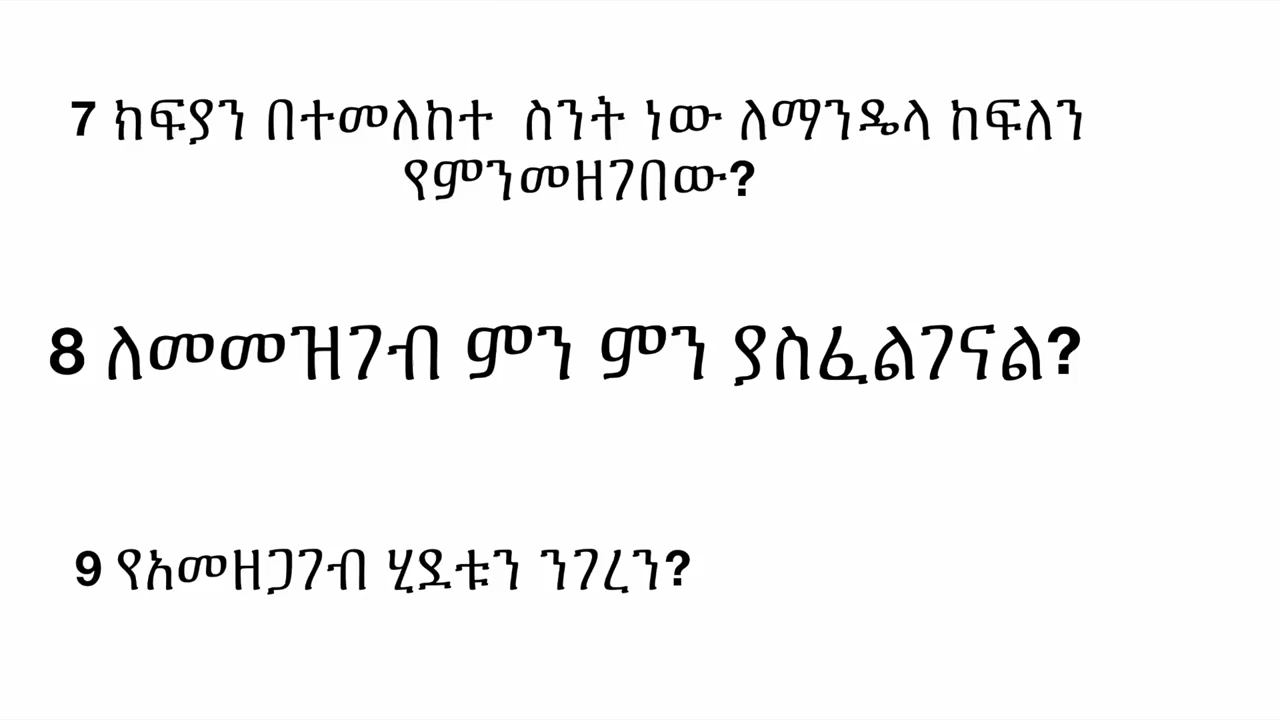 7 ክፍያን በተመለከተ ስንት ነው ለማንዴላ ከፍለን
የምንመዘገበው?
8 ለመመዝገብ ምን ምን ያስፈልገናል?
9 የአመዘጋገብ ሂደቱን ንገረን?